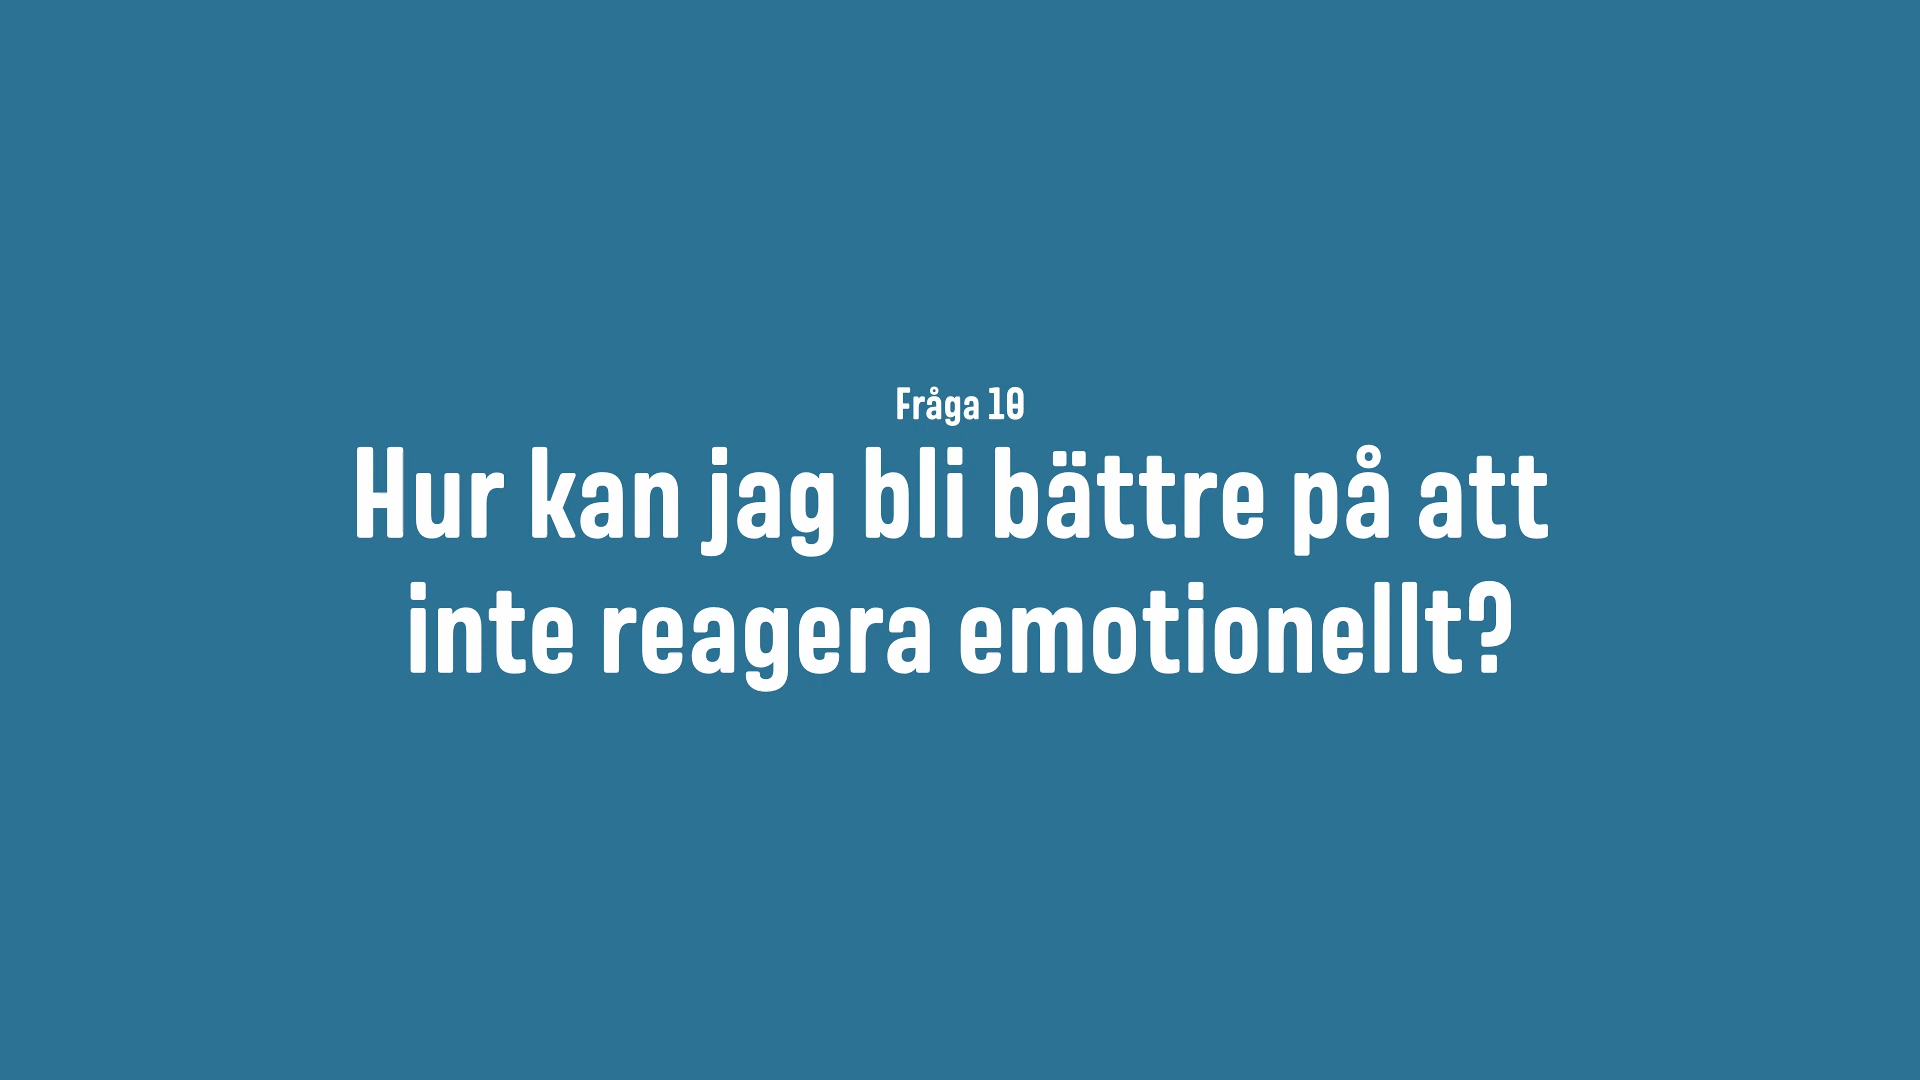 Fråga 10
Hur kan jag bli bättre på att
inte reagera emotionellt?